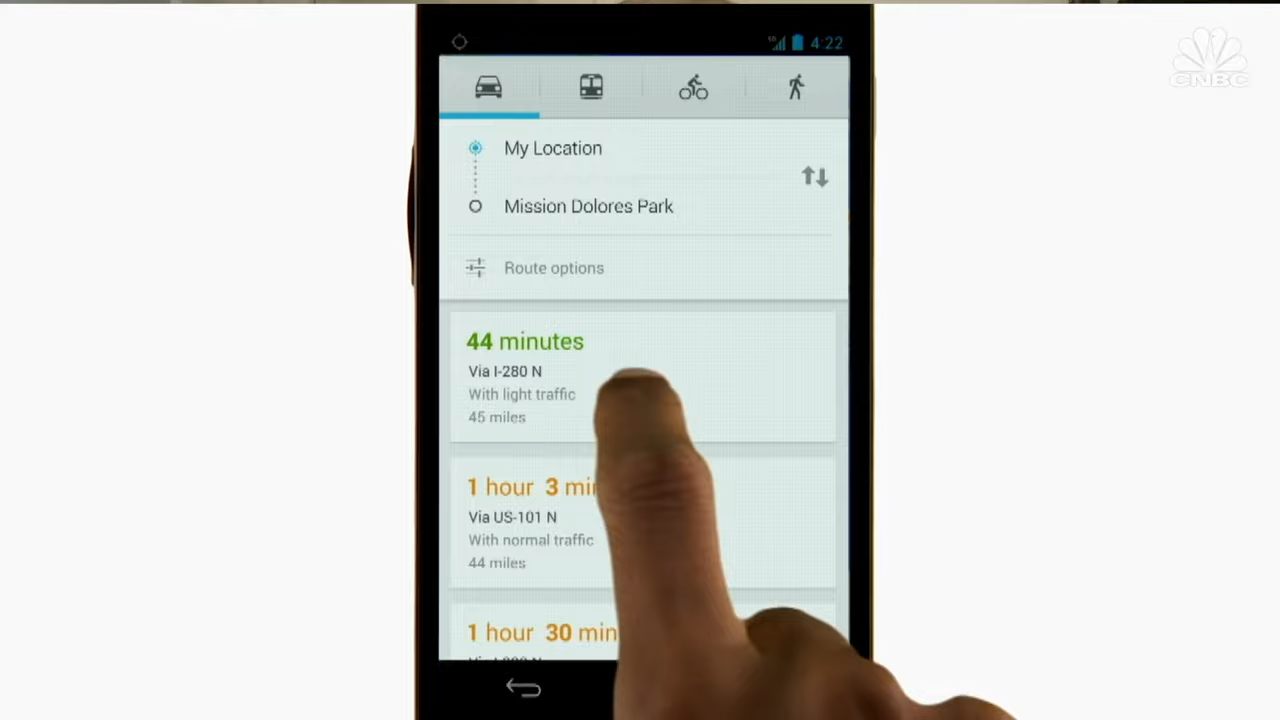 CNBC
4:22
My Location
Mission Dolores Park
Route options
44 minutes
Via I-280 N
With light traffic
45 miles
1 hour 3
Via US-101 N
With normal traffic
44 miles
1 hour 30 min